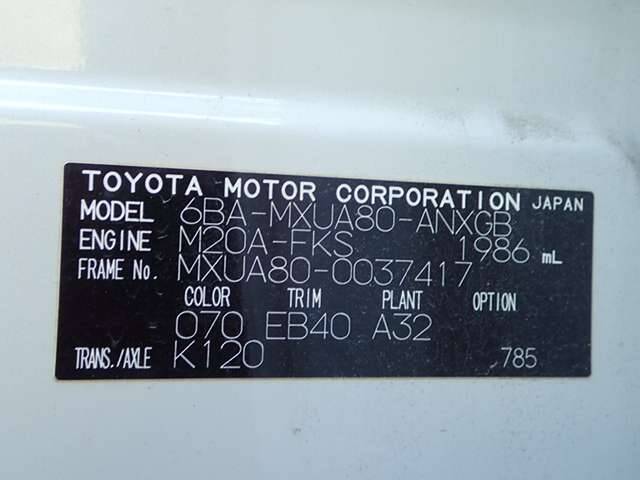 TOYOTA MOTOR CORPORATION JAPAN
MODEL 6BA-MXUA80-ANXGB
ENGINE M20A-FKS 1986 mL
FRAME No. MXUA80-0037417
COLOR TRIM PLANT OPTION
070 EB40 A32
TRANS./AXLE K120 785